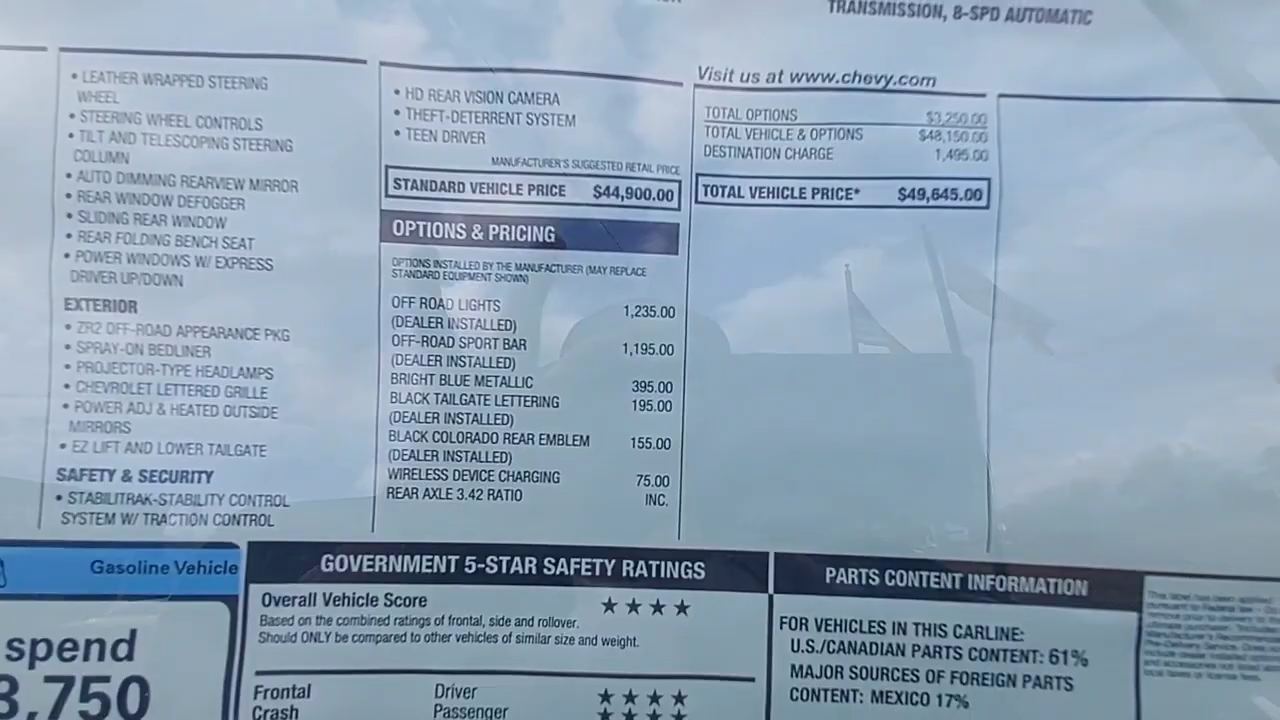 TRANSMISSION, 8-SPD AUTOMATIC
• LEATHER WRAPPED STEERING
WHEEL
• STEERING WHEEL CONTROLS
• TILT AND TELESCOPING STEERING
COLUMN
• AUTO DIMMING REARVIEW MIRROR
• REAR WINDOW DEFOGGER
• SLIDING REAR WINDOW
• REAR FOLDING BENCH SEAT
• POWER WINDOWS W/ EXPRESS
DRIVER UP/DOWN
EXTERIOR
• ZR2 OFF-ROAD APPEARANCE PKG
• SPRAY-ON BEDLINER
• PROJECTOR-TYPE HEADLAMPS
• CHEVROLET LETTERED GRILLE
• POWER ADJ & HEATED OUTSIDE
MIRRORS
• EZ LIFT AND LOWER TAILGATE
SAFETY & SECURITY
• STABILITRAK-STABILITY CONTROL
SYSTEM W/ TRACTION CONTROL
• HD REAR VISION CAMERA
• THEFT-DETERRENT SYSTEM
• TEEN DRIVER
MANUFACTURER'S SUGGESTED RETAIL PRICE
STANDARD VEHICLE PRICE $44,900.00
OPTIONS & PRICING
OPTIONS INSTALLED BY THE MANUFACTURER (MAY REPLACE
STANDARD EQUIPMENT SHOWN)
OFF ROAD LIGHTS 1,235.00
(DEALER INSTALLED)
OFF-ROAD SPORT BAR 1,195.00
(DEALER INSTALLED)
BRIGHT BLUE METALLIC 395.00
BLACK TAILGATE LETTERING 195.00
(DEALER INSTALLED)
BLACK COLORADO REAR EMBLEM 155.00
(DEALER INSTALLED)
WIRELESS DEVICE CHARGING 75.00
REAR AXLE 3.42 RATIO INC.
Visit us at www.chevy.com
TOTAL OPTIONS $3,250.00
TOTAL VEHICLE & OPTIONS $48,150.00
DESTINATION CHARGE 1,495.00
TOTAL VEHICLE PRICE* $49,645.00
Gasoline Vehicle
spend
3,750
GOVERNMENT 5-STAR SAFETY RATINGS
Overall Vehicle Score ★★★★
Based on the combined ratings of frontal, side and rollover.
Should ONLY be compared to other vehicles of similar size and weight.
Frontal Driver ★★★★
Crash Passenger ★★★★
PARTS CONTENT INFORMATION
FOR VEHICLES IN THIS CARLINE:
U.S./CANADIAN PARTS CONTENT: 61%
MAJOR SOURCES OF FOREIGN PARTS
CONTENT: MEXICO 17%
This label has been applied